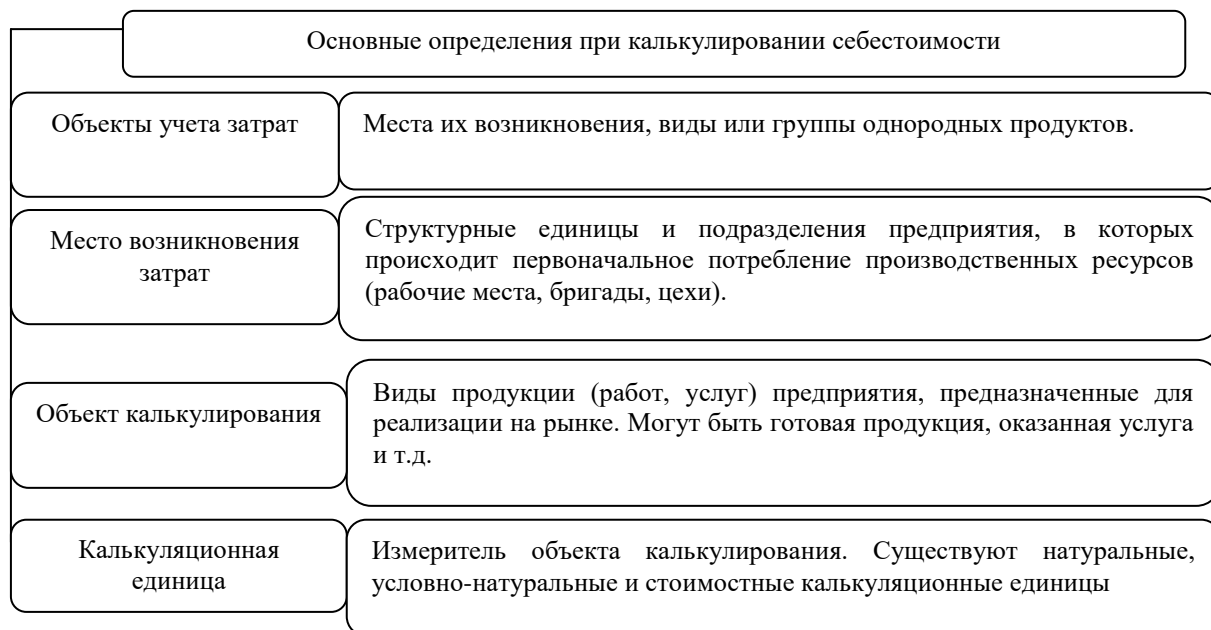 Основные определения при калькулировании себестоимости
Объекты учета затрат
Места их возникновения, виды или группы однородных продуктов.
Место возникновения
затрат
Структурные единицы и подразделения предприятия, в которых
происходит первоначальное потребление производственных ресурсов
(рабочие места, бригады, цехи).
Объект калькулирования
Виды продукции (работ, услуг) предприятия, предназначенные для
реализации на рынке. Могут быть готовая продукция, оказанная услуга
и т.д.
Калькуляционная
единица
Измеритель объекта калькулирования. Существуют натуральные,
условно-натуральные и стоимостные калькуляционные единицы